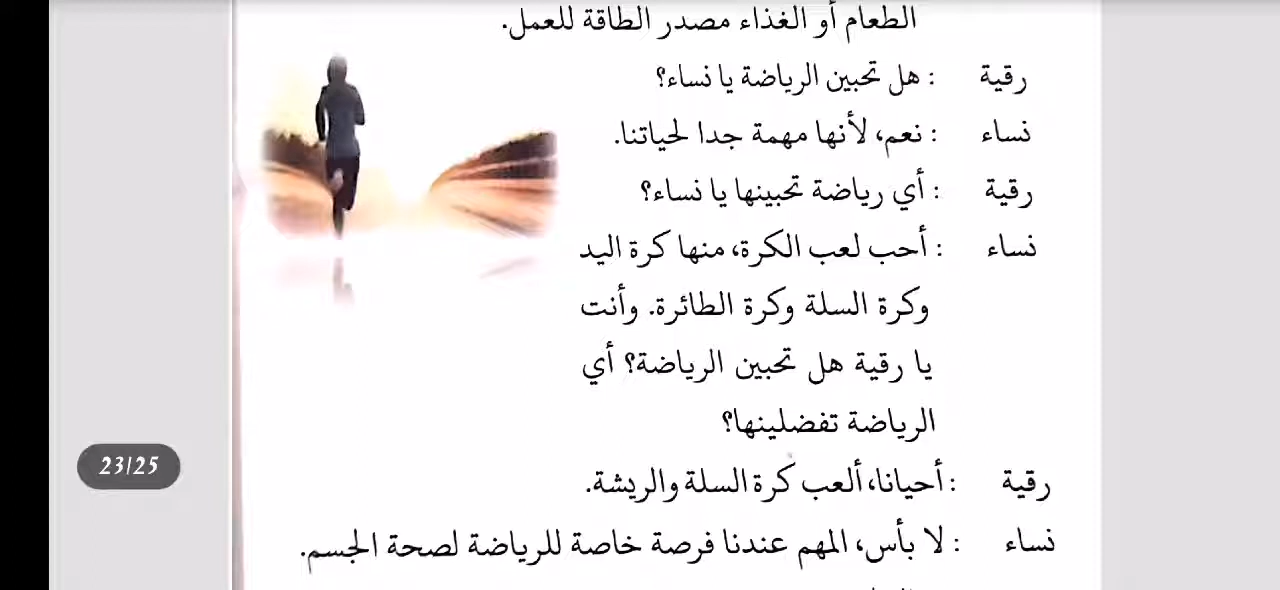 الطعام أو الغذاء مصدر الطاقة للعمل.
رقية : هل تحبين الرياضة يا نساء؟
نساء : نعم، لأنها مهمة جدا لحياتنا.
رقية : أي رياضة تحبينها يا نساء؟
نساء : أحب لعب الكرة، منها كرة اليد
وكرة السلة وكرة الطائرة. وأنت
يا رقية هل تحبين الرياضة؟ أي
الرياضة تفضلينها؟
رقية : أحيانا، ألعب كرة السلة والريشة.
نساء : لا بأس، المهم عندنا فرصة خاصة للرياضة لصحة الجسم.
23/25